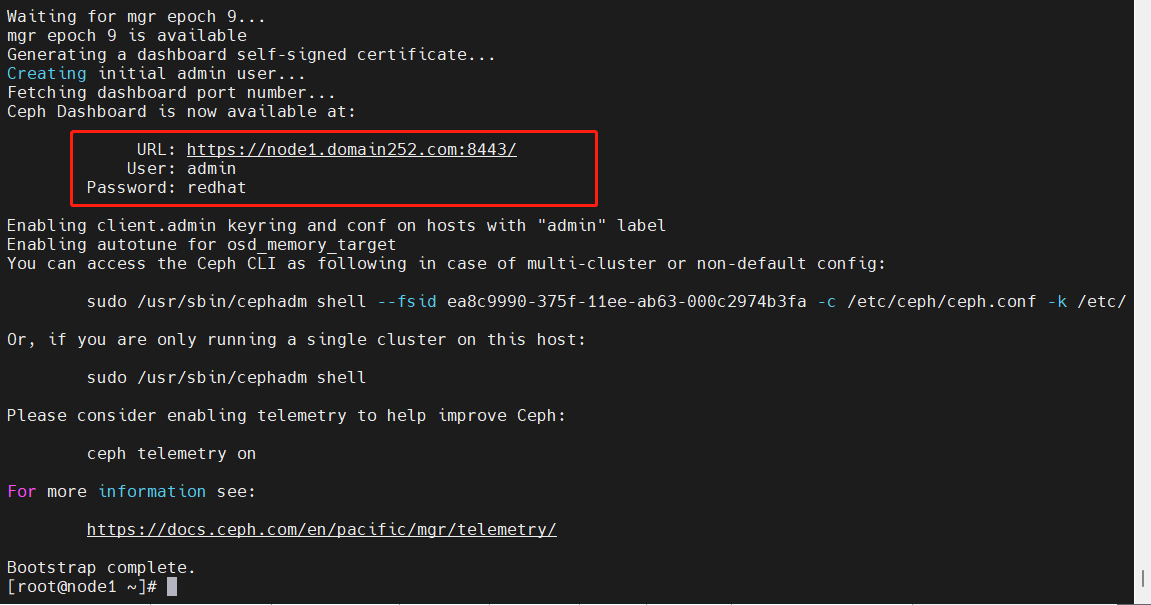 Waiting for mgr epoch 9...
mgr epoch 9 is available
Generating a dashboard self-signed certificate...
Creating initial admin user...
Fetching dashboard port number...
Ceph Dashboard is now available at:
URL: https://node1.domain252.com:8443/
User: admin
Password: redhat
Enabling client.admin keyring and conf on hosts with "admin" label
Enabling autotune for osd_memory_target
You can access the Ceph CLI as following in case of multi-cluster or non-default config:
sudo /usr/sbin/cephadm shell --fsid ea8c9990-375f-11ee-ab63-000c2974b3fa -c /etc/ceph/ceph.conf -k /etc/
Or, if you are only running a single cluster on this host:
sudo /usr/sbin/cephadm shell
Please consider enabling telemetry to help improve Ceph:
ceph telemetry on
For more information see:
https://docs.ceph.com/en/pacific/mgr/telemetry/
Bootstrap complete.
[root@node1 ~]#